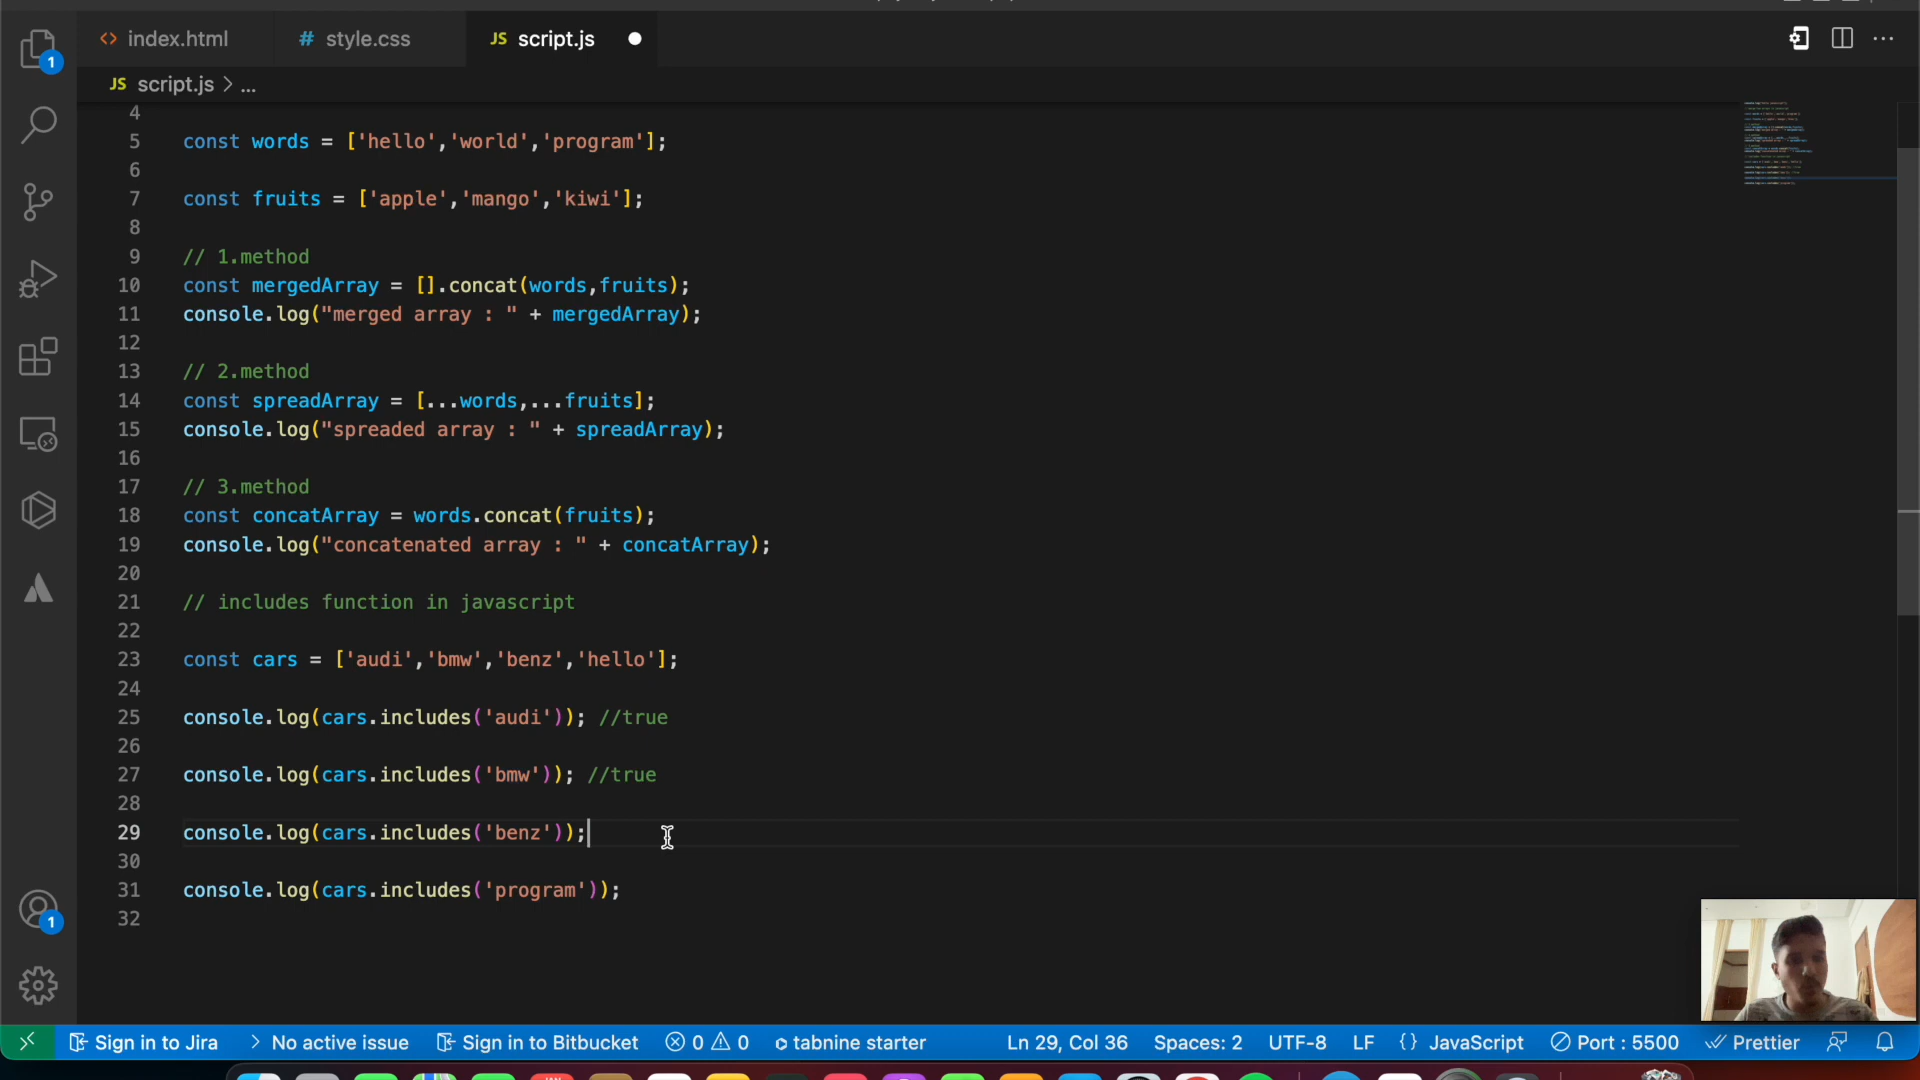 index.html
style.css
JS script.js
JS script.js > ...
4
5 const words = ['hello','world','program'];
6
7 const fruits = ['apple','mango','kiwi'];
8
9 // 1.method
10 const mergedArray = [].concat(words,fruits);
11 console.log("merged array : " + mergedArray);
12
13 // 2.method
14 const spreadArray = [...words,...fruits];
15 console.log("spreaded array : " + spreadArray);
16
17 // 3.method
18 const concatArray = words.concat(fruits);
19 console.log("concatenated array : " + concatArray);
20
21 // includes function in javascript
22
23 const cars = ['audi','bmw','benz','hello'];
24
25 console.log(cars.includes('audi')); //true
26
27 console.log(cars.includes('bmw')); //true
28
29 console.log(cars.includes('benz'));
30
31 console.log(cars.includes('program'));
32
1
1
Sign in to Jira > No active issue Sign in to Bitbucket 0 0 tabnine starter Ln 29, Col 36 Spaces: 2 UTF-8 LF {} JavaScript Port : 5500 Prettier